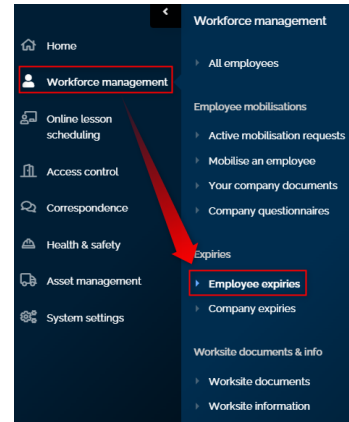 Home
Workforce management
Online lesson
scheduling
Access control
Correspondence
Health & safety
Asset management
System settings
Workforce management
All employees
Employee mobilisations
Active mobilisation requests
Mobilise an employee
Your company documents
Company questionnaires
Expiries
Employee expiries
Company expiries
Worksite documents & info
Worksite documents
Worksite information